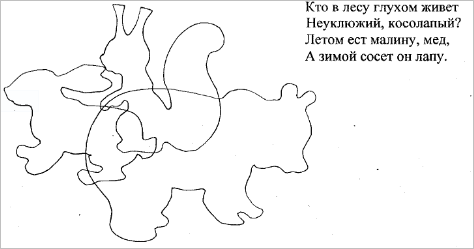 Кто в лесу глухом живет
Неуклюжий, косолапый?
Летом ест малину, мед,
А зимой сосет он лапу.